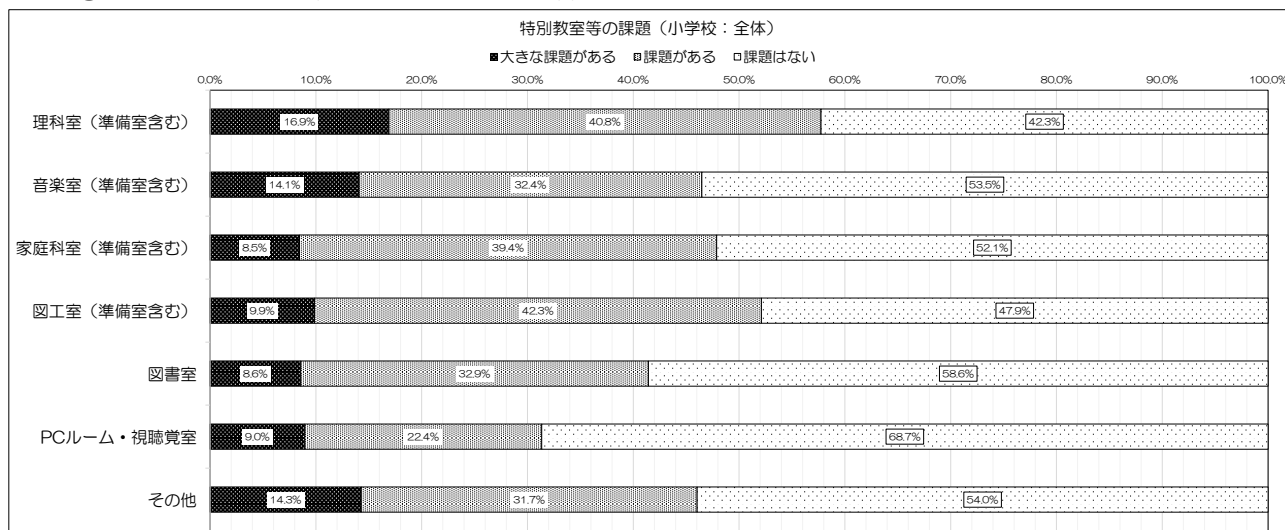 特別教室等の課題（小学校：全体）
■大きな課題がある ■課題がある □課題はない
0.0% 10.0% 20.0% 30.0% 40.0% 50.0% 60.0% 70.0% 80.0% 90.0% 100.0%
理科室（準備室含む） 16.9% 40.8% 42.3%
音楽室（準備室含む） 14.1% 32.4% 53.5%
家庭科室（準備室含む） 8.5% 39.4% 52.1%
図工室（準備室含む） 9.9% 42.3% 47.9%
図書室 8.6% 32.9% 58.6%
PCルーム・視聴覚室 9.0% 22.4% 68.7%
その他 14.3% 31.7% 54.0%